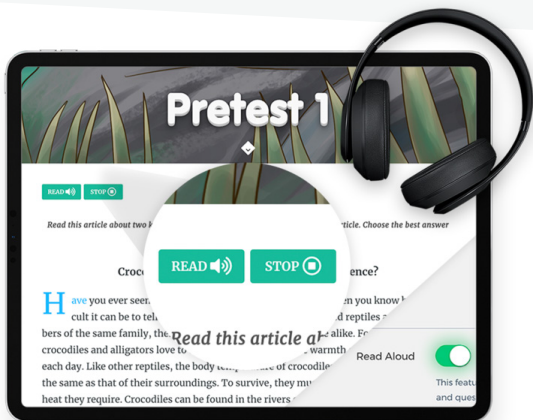 Pretest 1
READ STOP
Read this article about two rticle. Choose the best answer
READ STOP
Read this article
Croc ence?
Have you ever seen en you know
cult it can be to tell d reptiles
bers of the same family, the alike. Fo
crocodiles and alligators love to warmth
each day. Like other reptiles, the body temp of crocodil
the same as that of their surroundings. To survive, they mu
heat they require. Crocodiles can be found in the rivers
Read Aloud
This featu
and ques